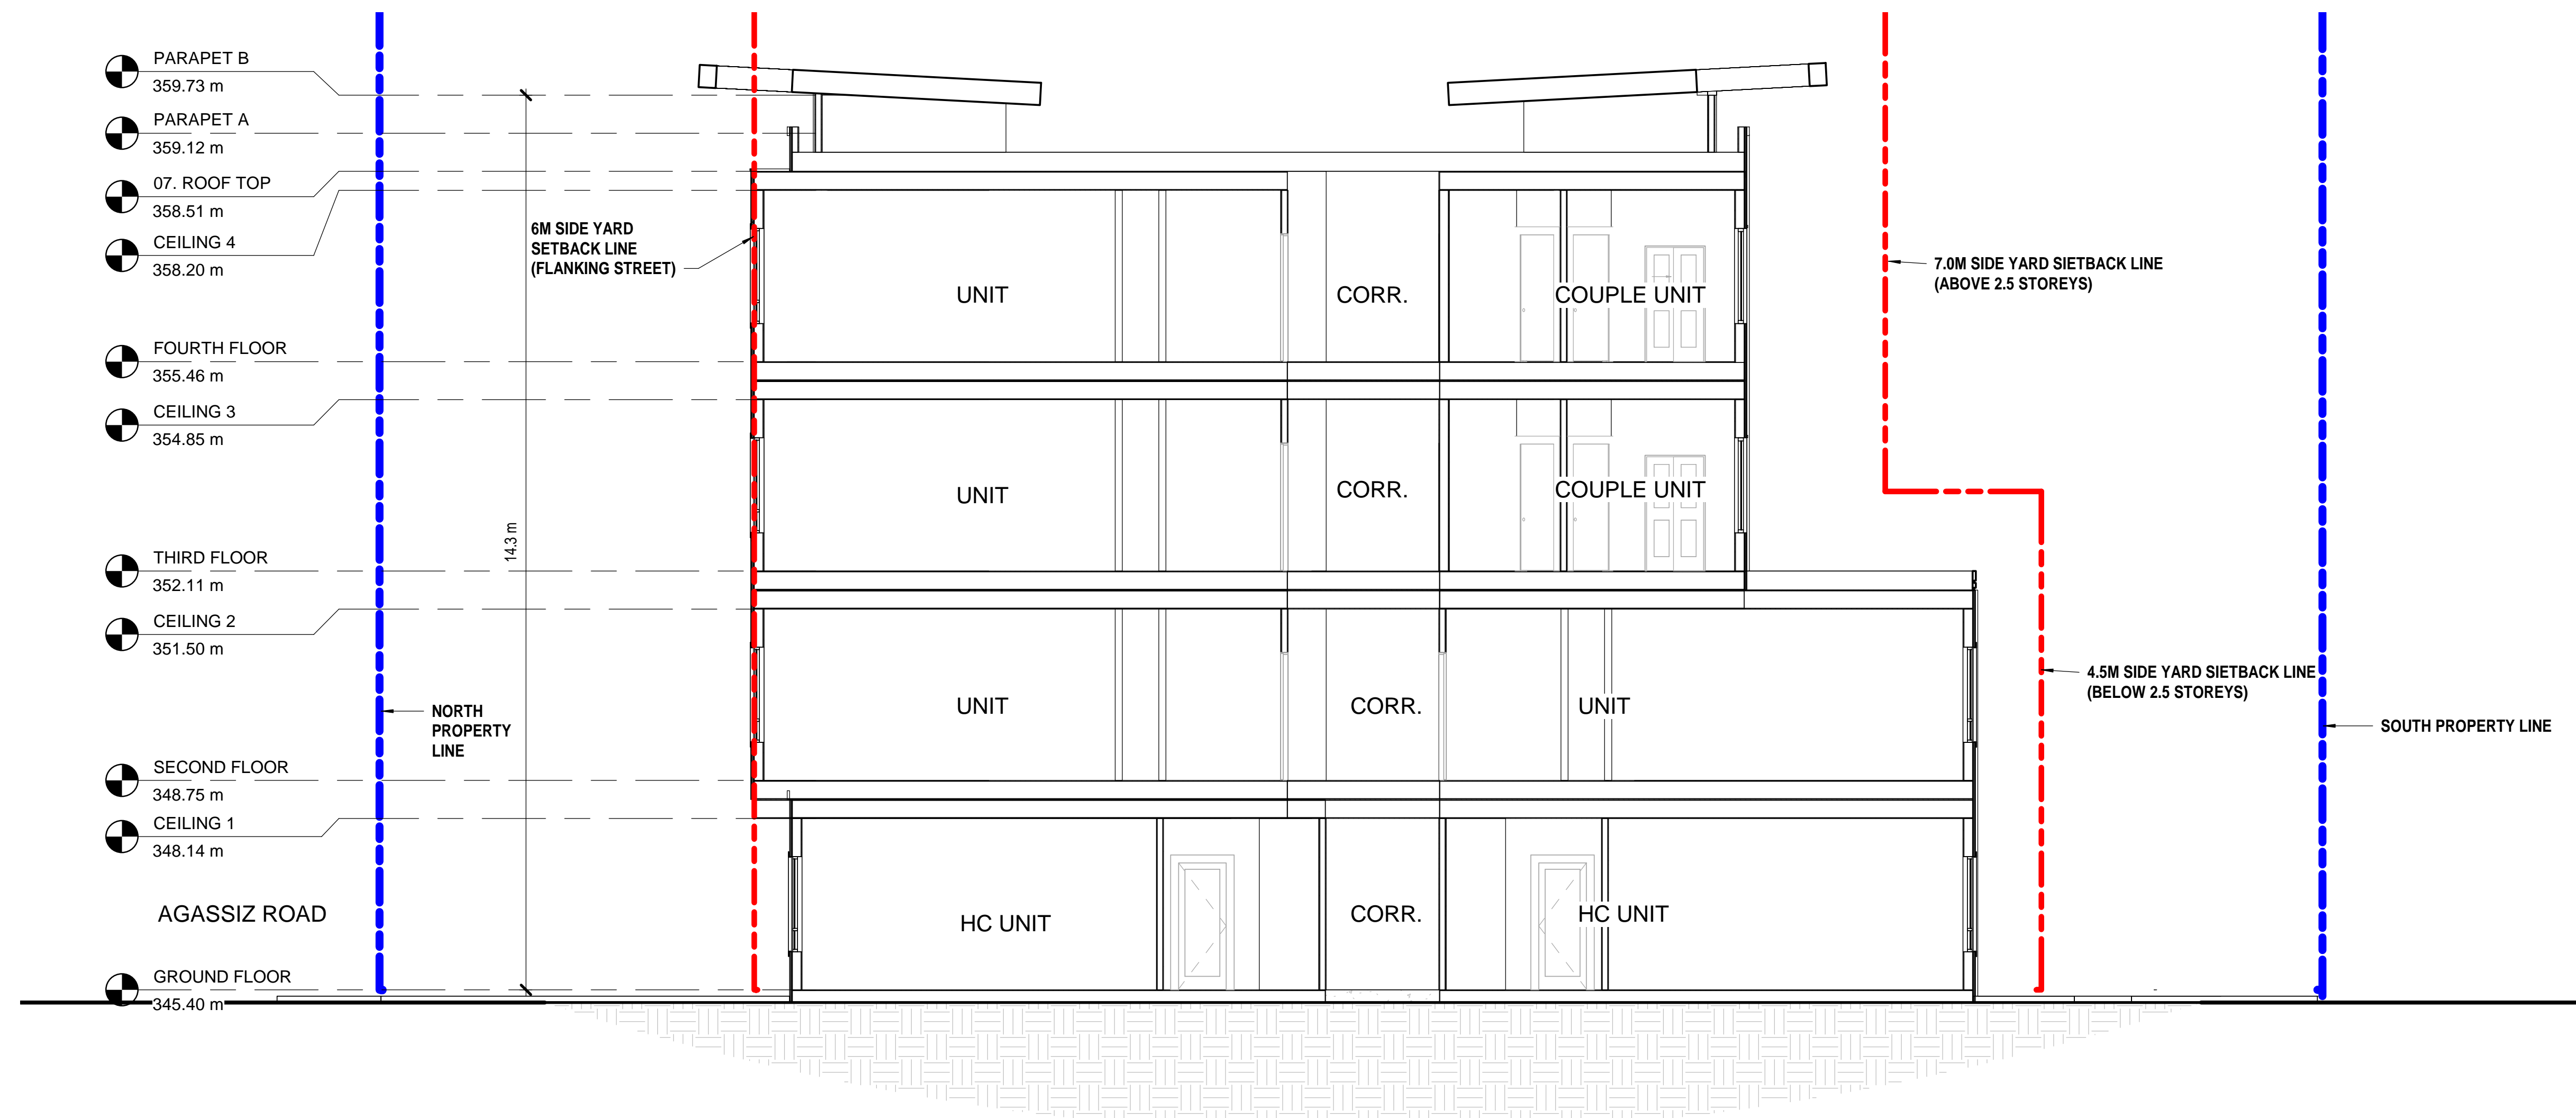 PARAPET B
359.73 m
PARAPET A
359.12 m
07. ROOF TOP
358.51 m
CEILING 4
358.20 m
FOURTH FLOOR
355.46 m
CEILING 3
354.85 m
THIRD FLOOR
352.11 m
CEILING 2
351.50 m
SECOND FLOOR
348.75 m
CEILING 1
348.14 m
AGASSIZ ROAD
GROUND FLOOR
345.40 m
NORTH
PROPERTY
LINE
14.3 m
6M SIDE YARD
SETBACK LINE
(FLANKING STREET)
UNIT
CORR.
COUPLE UNIT
UNIT
CORR.
COUPLE UNIT
UNIT
CORR.
UNIT
HC UNIT
CORR.
HC UNIT
7.0M SIDE YARD SIETBACK LINE
(ABOVE 2.5 STOREYS)
4.5M SIDE YARD SIETBACK LINE
(BELOW 2.5 STOREYS)
SOUTH PROPERTY LINE